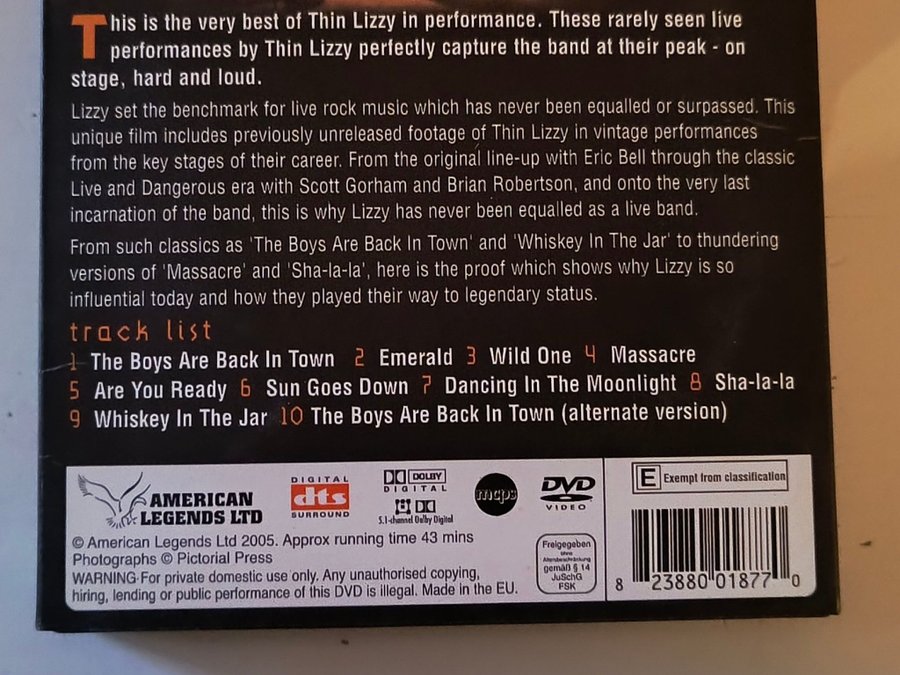 This is the very best of Thin Lizzy in performance. These rarely seen live
performances by Thin Lizzy perfectly capture the band at their peak - on
stage, hard and loud.
Lizzy set the benchmark for live rock music which has never been equalled or surpassed. This
unique film includes previously unreleased footage of Thin Lizzy in vintage performances
from the key stages of their career. From the original line-up with Eric Bell through the classic
Live and Dangerous era with Scott Gorham and Brian Robertson, and onto the very last
incarnation of the band, this is why Lizzy has never been equalled as a live band.
From such classics as 'The Boys Are Back In Town' and 'Whiskey In The Jar' to thundering
versions of 'Massacre' and 'Sha-la-la', here is the proof which shows why Lizzy is so
influential today and how they played their way to legendary status.
track list
1 The Boys Are Back In Town 2 Emerald 3 Wild One 4 Massacre
5 Are You Ready 6 Sun Goes Down 7 Dancing In The Moonlight 8 Sha-la-la
9 Whiskey In The Jar 10 The Boys Are Back In Town (alternate version)
AMERICAN
LEGENDS LTD
DIGITAL
dts
SURROUND
DOLBY
DIGITAL
5.1-channel Dolby Digital
mcps
DVD
VIDEO
E Exempt from classification
© American Legends Ltd 2005. Approx running time 43 mins
Photographs © Pictorial Press
WARNING-For private domestic use only. Any unauthorised copying,
hiring, lending or public performance of this DVD is illegal. Made in the EU.
Freigegeben
ohne
Altersbeschränkung
gemäß § 14
JuSchG
FSK
8 23880 01877 0